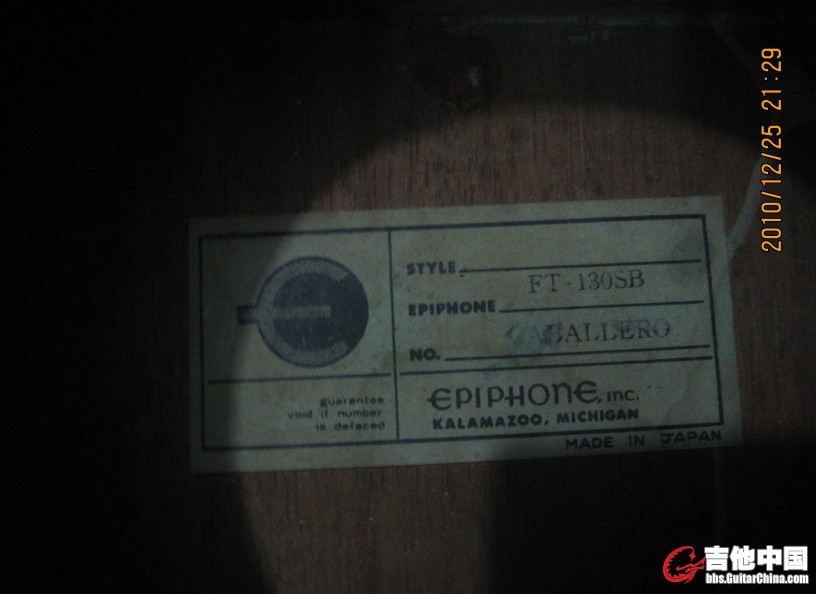 2010/12/25 21:29
STYLE
FT-130SB
EPIPHONE
CABALLERO
NO.
guarantee
void if number
is defaced
EPIPHONE, INC.
KALAMAZOO, MICHIGAN
MADE IN JAPAN
吉他中国
bbs.GuitarChina.com